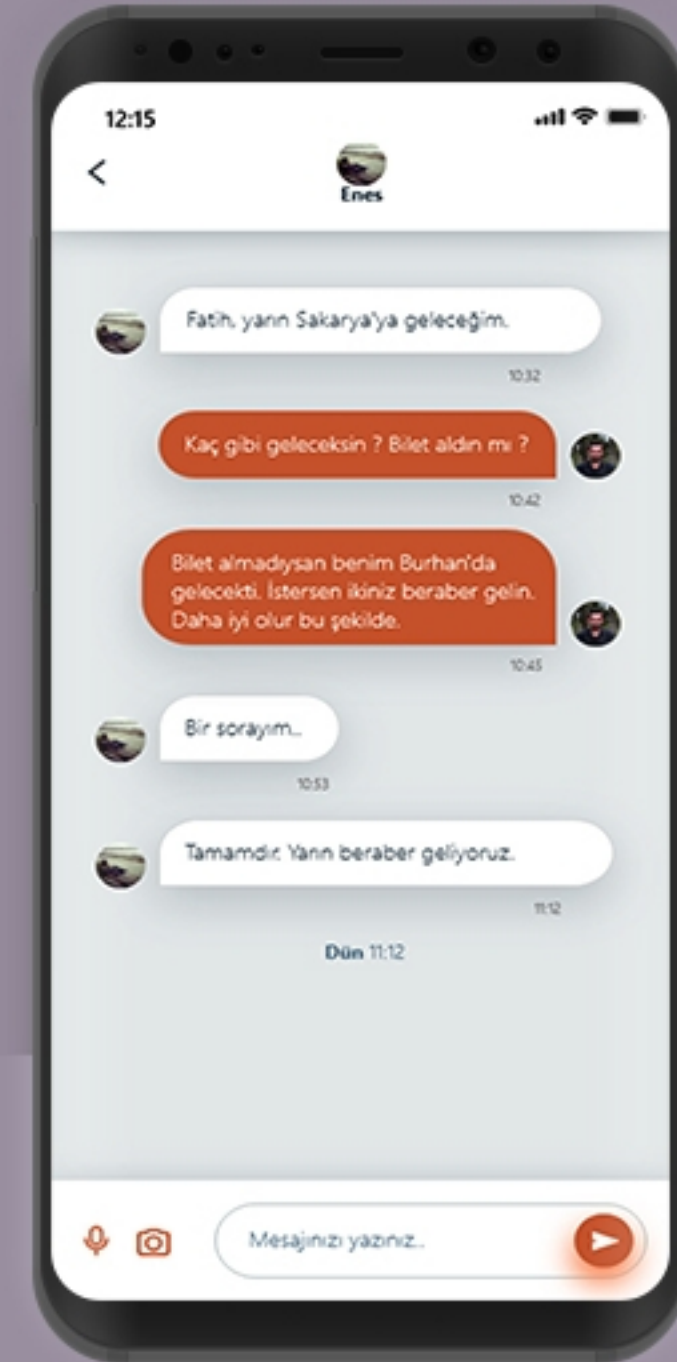 12:15
Enes
Fatih, yarın Sakarya'ya geleceğim.
10:32
Kaç gibi geleceksin ? Bilet aldın mı ?
10:42
Bilet almadıysan benim Burhan'da
gelecekti. İstersen ikiniz beraber gelin.
Daha iyi olur bu şekilde.
10:45
Bir sorayım...
10:53
Tamamdır. Yarın beraber geliyoruz.
11:12
Dün 11:12
Mesajınızı yazınız..